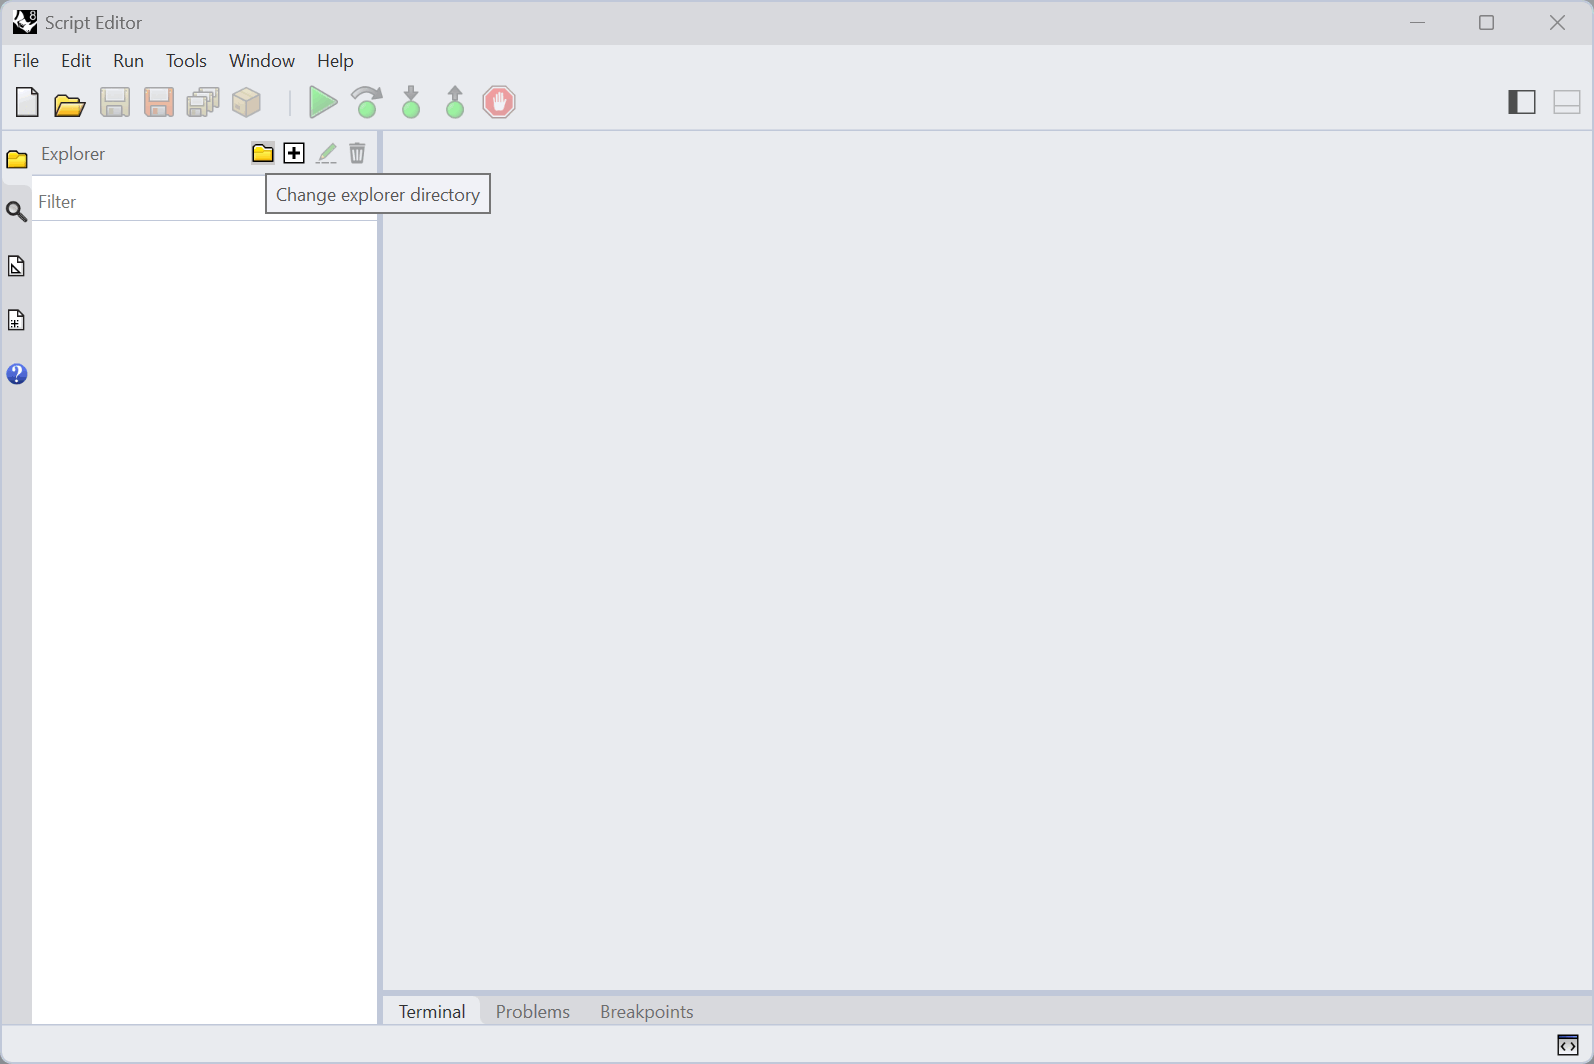 Script Editor
File Edit Run Tools Window Help
Explorer
Change explorer directory
Filter
Terminal Problems Breakpoints